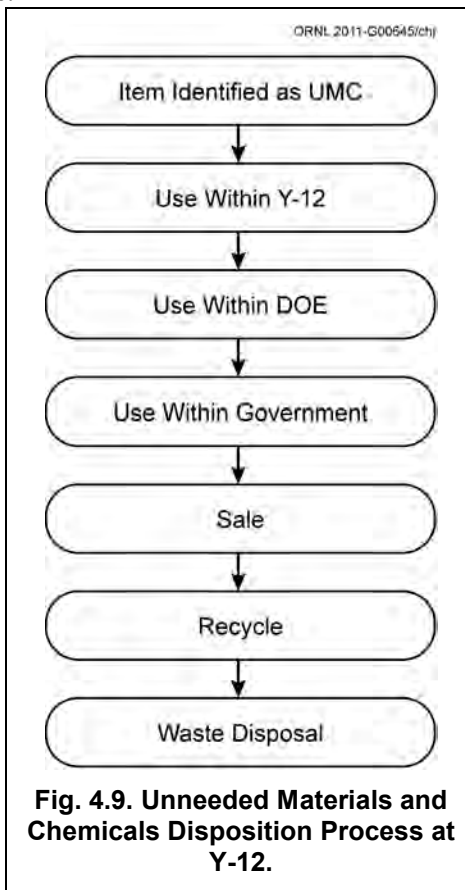 ORNL 2011-G00645/chj
Item Identified as UMC
Use Within Y-12
Use Within DOE
Use Within Government
Sale
Recycle
Waste Disposal
Fig. 4.9. Unneeded Materials and
Chemicals Disposition Process at
Y-12.